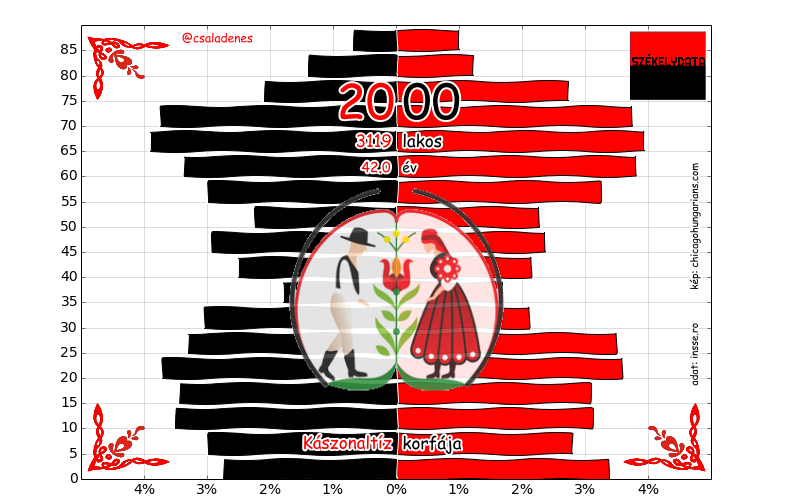 @csaladenes
SZÉKELYDATA
2000
3119 lakos
42,0 év
kép: chicagohungarians.com
adat: insse.ro
Kászonaltíz korfája
85
80
75
70
65
60
55
50
45
40
35
30
25
20
15
10
5
0
4% 3% 2% 1% 0% 1% 2% 3% 4%